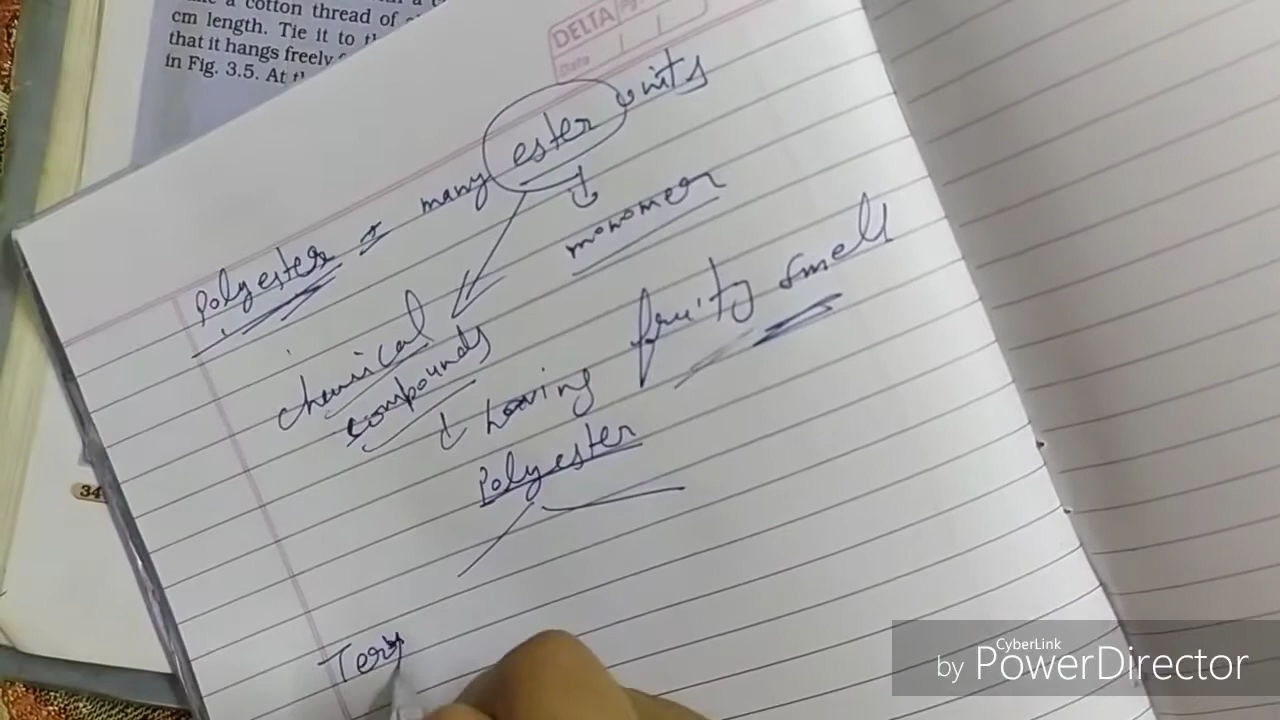 a cotton thread of
cm length. Tie it to th
that it hangs freely
in Fig. 3.5. At th
DELTA
Date
Polyester = many ester units
monomer
chemical
compounds
having fruity smell
Polyester
Tery
34
CyberLink
by PowerDirector